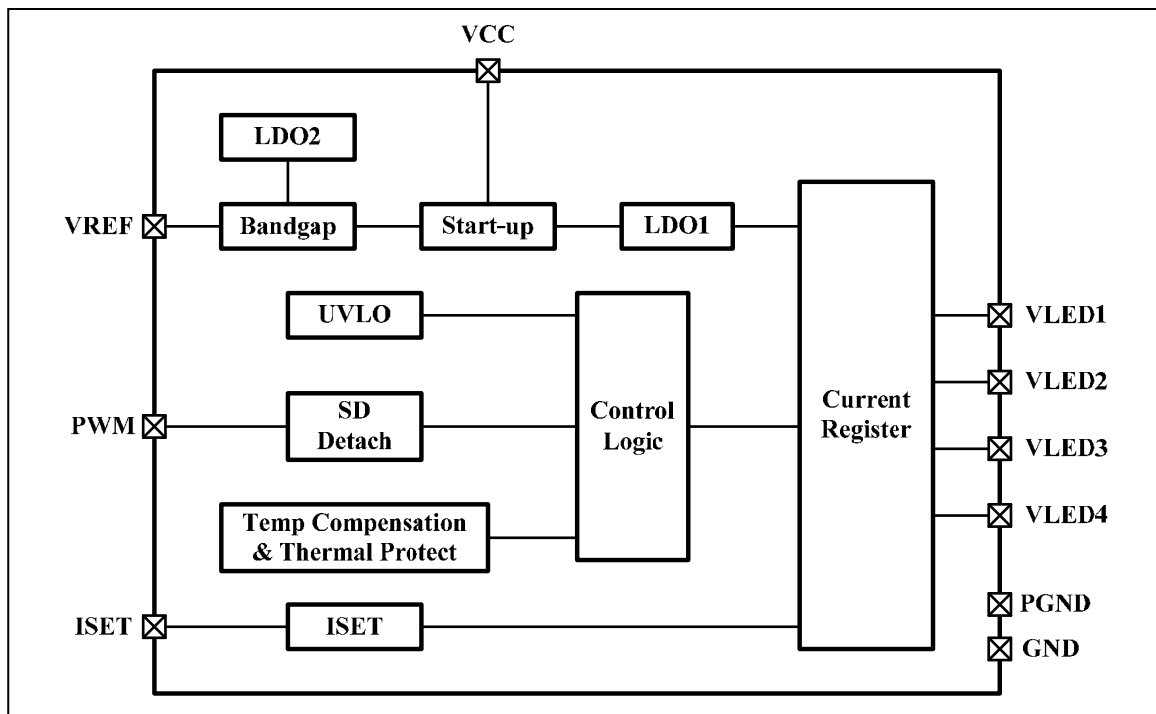 VCC
LDO2
VREF
Bandgap
Start-up
LDO1
UVLO
VLED1
VLED2
PWM
SD
Detach
Control
Logic
Current
Register
VLED3
VLED4
Temp Compensation
& Thermal Protect
PGND
ISET
ISET
GND